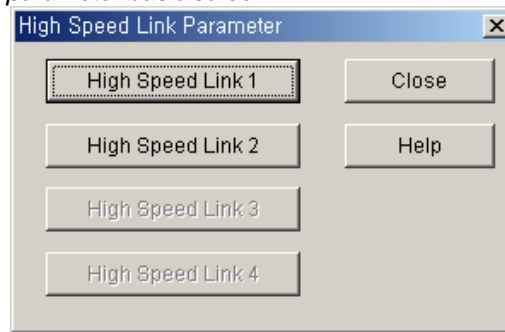 High Speed Link Parameter
High Speed Link 1
Close
High Speed Link 2
Help
High Speed Link 3
High Speed Link 4